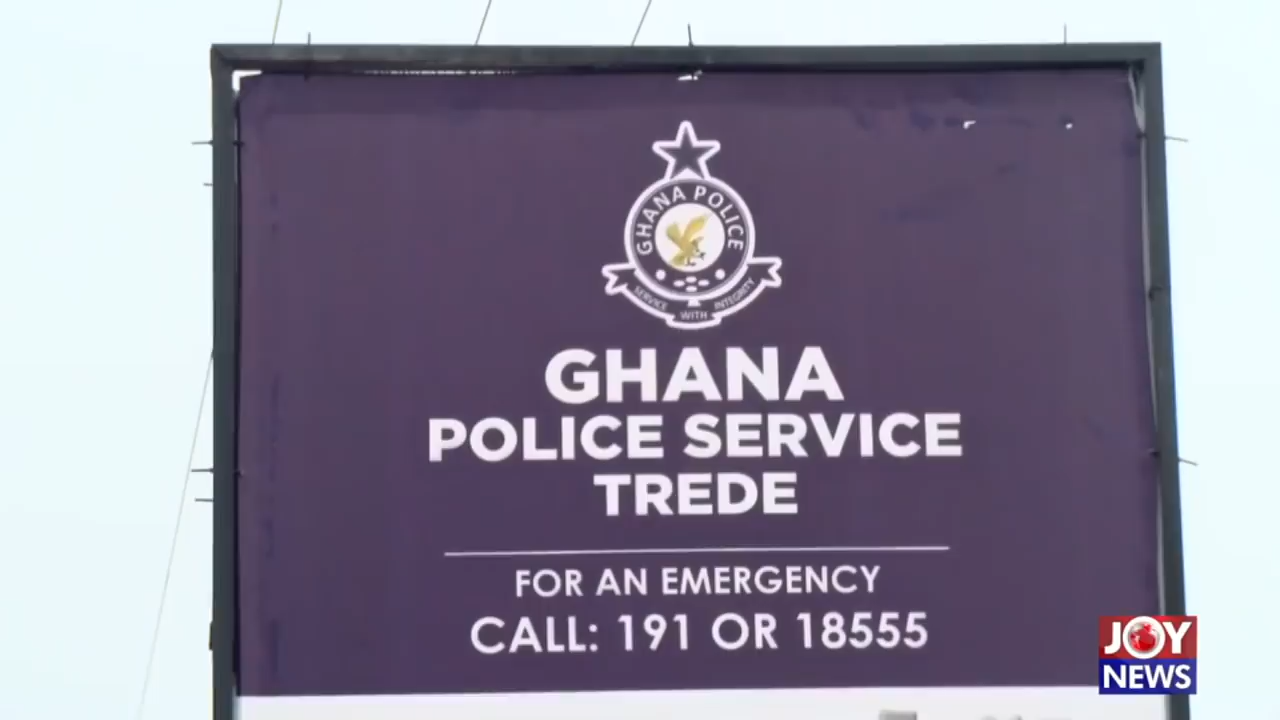 GHANA POLICE
SERVICE WITH INTEGRITY
GHANA
POLICE SERVICE
TREDE
FOR AN EMERGENCY
CALL: 191 OR 18555
JOY
NEWS